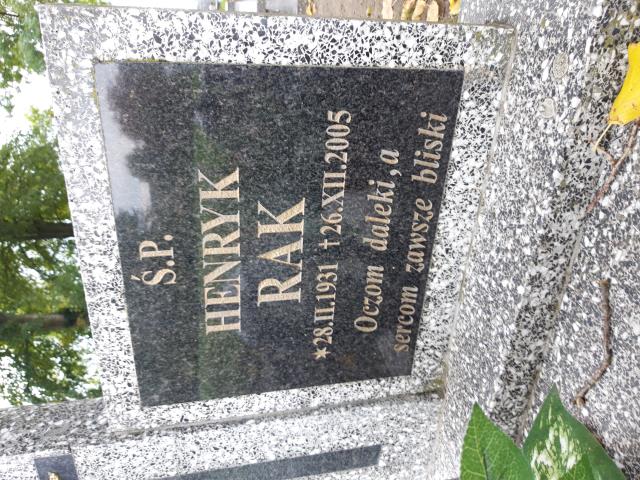 Ś.P.
HENRYK
RAK
★28.II.1931 †26.XII.2005
Oczom daleki, a
sercom zawsze bliski